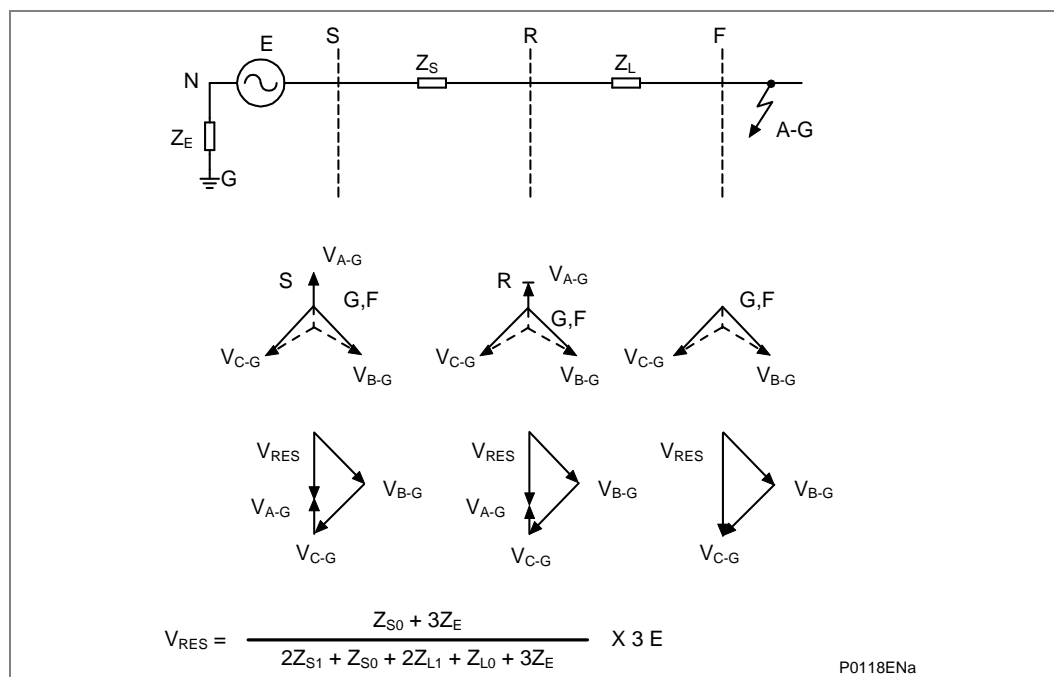 E S R F
N Z_S Z_L
Z_E G A-G
V_A-G V_A-G
S G,F R G,F G,F
V_C-G V_B-G V_C-G V_B-G V_C-G V_B-G
V_RES V_RES V_RES
V_B-G V_B-G V_B-G
V_A-G V_A-G
V_C-G V_C-G V_C-G
V_RES = Z_S0 + 3Z_E / 2Z_S1 + Z_S0 + 2Z_L1 + Z_L0 + 3Z_E X 3 E
P0118ENa